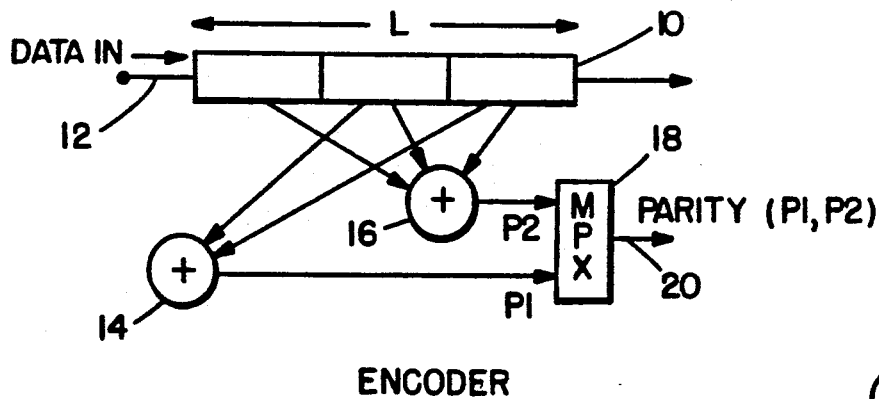 L
10
DATA IN
12
18
+
16
P2
M
P
X
PARITY (P1, P2)
20
+
14
P1
ENCODER